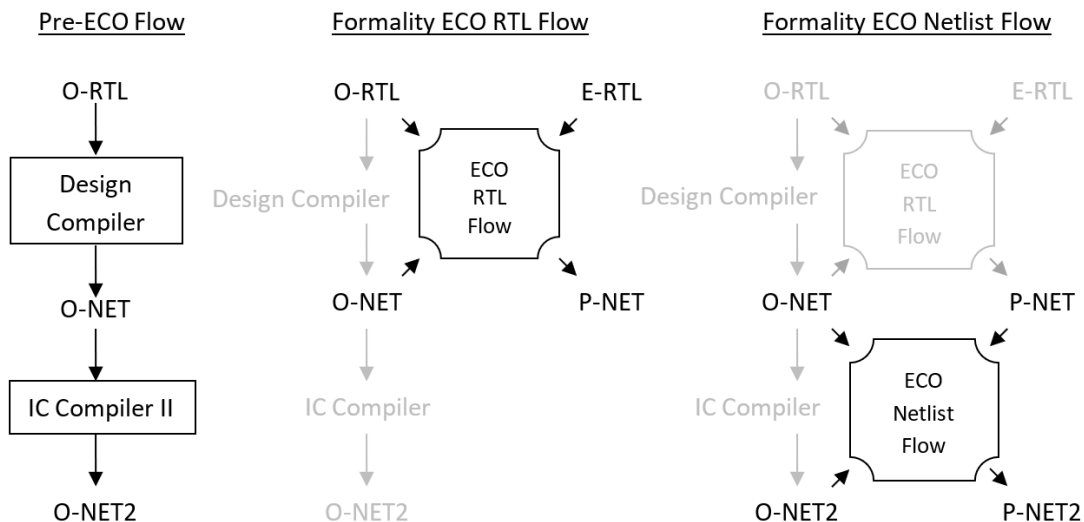 Pre-ECO Flow
O-RTL
Design
Compiler
O-NET
IC Compiler II
O-NET2
Formality ECO RTL Flow
O-RTL
E-RTL
Design Compiler
ECO
RTL
Flow
O-NET
P-NET
IC Compiler
O-NET2
Formality ECO Netlist Flow
O-RTL
E-RTL
Design Compiler
ECO
RTL
Flow
O-NET
P-NET
IC Compiler
ECO
Netlist
Flow
O-NET2
P-NET2